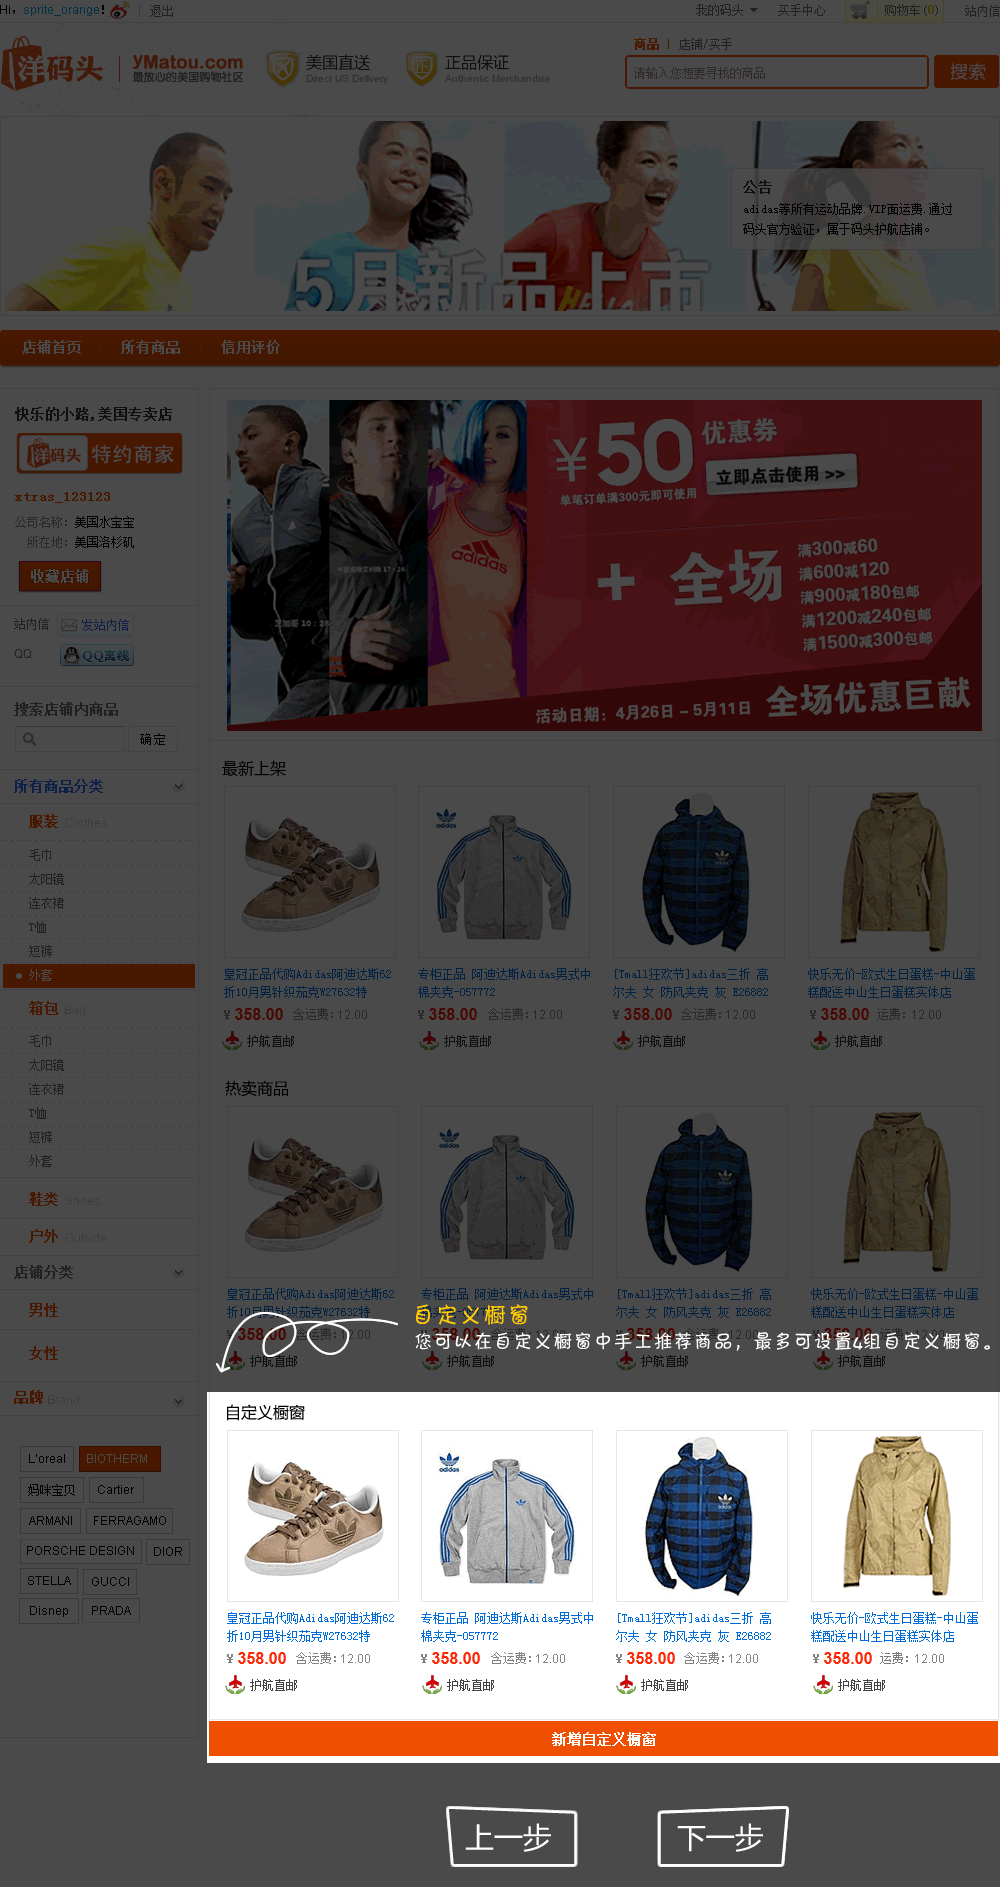 Hi, sprite_orange! 退出 我的码头 买手中心 购物车(0) 站内信
洋码头 YMatou.com 最放心的美国购物社区
美国直送 Direct US Delivery
正品保证 Authentic Merchandise
商品 店铺/买手
请输入您想要寻找的商品 搜索
公告
adidas等所有运动品牌.VIP面运费.通过
码头官方验证，属于码头护航店铺。
5月新品上市
Hello
店铺首页 所有商品 信用评价
快乐的小路,美国专卖店
洋码头 特约商家
xtras_123123
公司名称: 美国水宝宝
所在地: 美国洛衫矶
收藏店铺
站内信 发站内信
QQ QQ离线
搜索店铺内商品
确定
所有商品分类
服装 Clothes
毛巾
太阳镜
连衣裙
T恤
短裤
外套
箱包 Bag
毛巾
太阳镜
连衣裙
T恤
短裤
外套
鞋类 Shoes
户外 Outside
店铺分类
男性
女性
品牌 Brand
L'oreal BIOTHERM
妈咪宝贝 Cartier
ARMANI FERRAGAMO
PORSCHE DESIGN DIOR
STELLA GUCCI
Disnep PRADA
¥50 优惠券
立即点击使用 >>
单笔订单满300元即可使用
adidas
+ 全场
满300减60
满600减120
满900减180包邮
满1200减240包邮
满1500减300包邮
活动日期: 4月26日 - 5月11日 全场优惠巨献
最新上架
皇冠正品代购Adidas阿迪达斯62
折10月男针织茄克W27632特
¥ 358.00 含运费: 12.00
护航直邮
adidas
专柜正品 阿迪达斯Adidas男式中
棉夹克-057772
¥ 358.00 含运费: 12.00
护航直邮
[Tmall狂欢节]adidas三折 高
尔夫 女 防风夹克 灰 E26882
¥ 358.00 含运费: 12.00
护航直邮
快乐无价-欧式生日蛋糕-中山蛋
糕配送中山生日蛋糕实体店
¥ 358.00 运费: 12.00
护航直邮
热卖商品
皇冠正品代购Adidas阿迪达斯62
折10月男针织茄克W27632特
¥ 358.00 含运费: 12.00
护航直邮
adidas
专柜正品 阿迪达斯Adidas男式中
棉夹克-057772
¥ 358.00 含运费: 12.00
护航直邮
[Tmall狂欢节]adidas三折 高
尔夫 女 防风夹克 灰 E26882
¥ 358.00 含运费: 12.00
护航直邮
快乐无价-欧式生日蛋糕-中山蛋
糕配送中山生日蛋糕实体店
¥ 358.00 运费: 12.00
护航直邮
自定义橱窗
您可以在自定义橱窗中手工推荐商品，最多可设置4组自定义橱窗。
自定义橱窗
皇冠正品代购Adidas阿迪达斯62
折10月男针织茄克W27632特
¥ 358.00 含运费: 12.00
护航直邮
adidas
专柜正品 阿迪达斯Adidas男式中
棉夹克-057772
¥ 358.00 含运费: 12.00
护航直邮
[Tmall狂欢节]adidas三折 高
尔夫 女 防风夹克 灰 E26882
¥ 358.00 含运费: 12.00
护航直邮
快乐无价-欧式生日蛋糕-中山蛋
糕配送中山生日蛋糕实体店
¥ 358.00 运费: 12.00
护航直邮
新增自定义橱窗
上一步 下一步